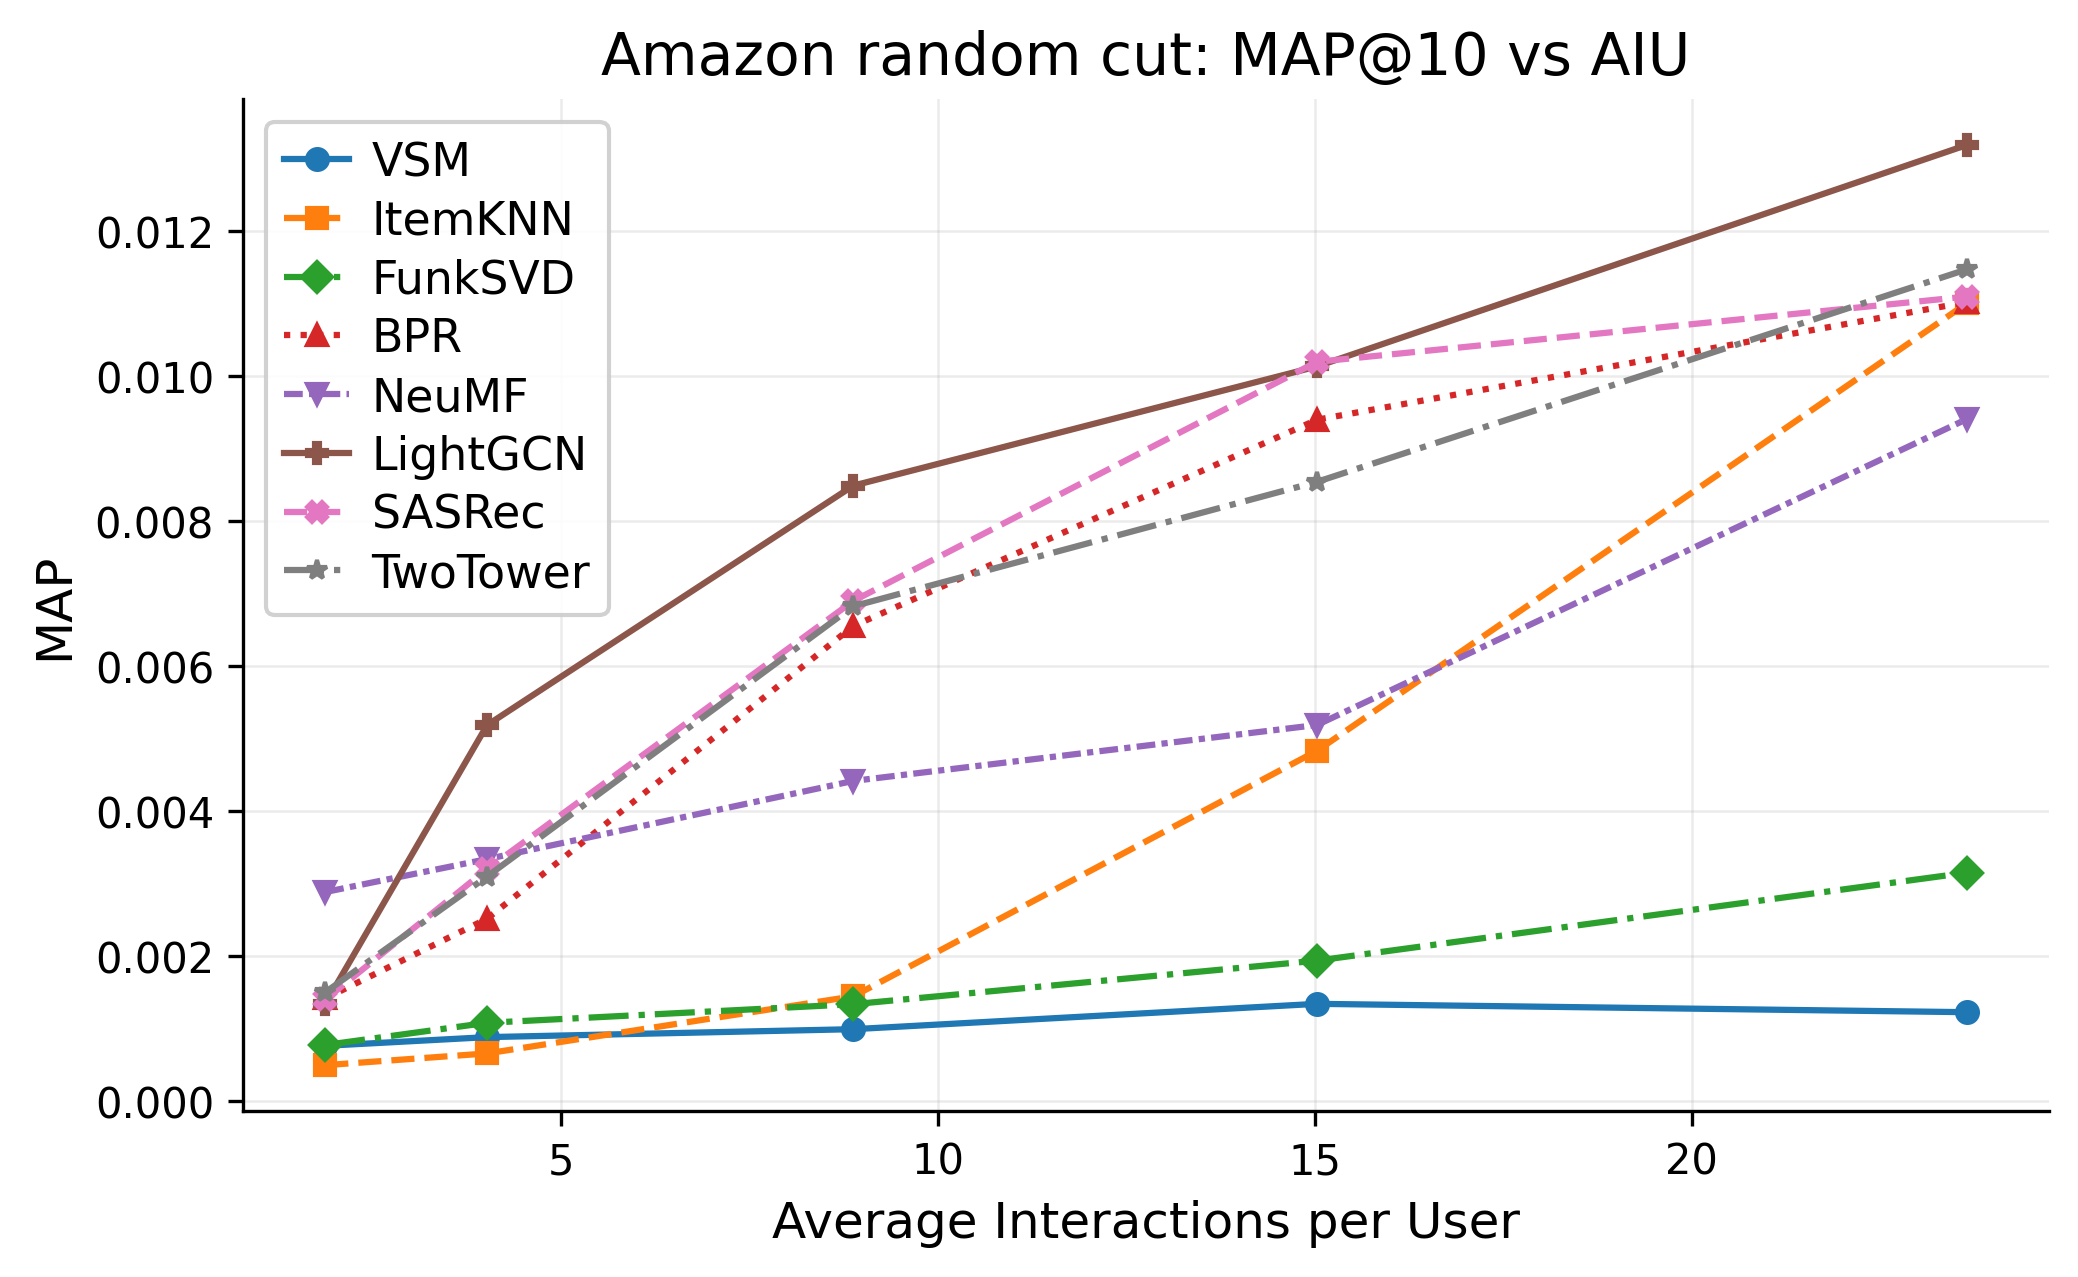 Amazon random cut: MAP@10 vs AIU
VSM
ItemKNN
FunkSVD
BPR
NeuMF
LightGCN
SASRec
TwoTower
MAP
0.012
0.010
0.008
0.006
0.004
0.002
0.000
5
10
15
20
Average Interactions per User